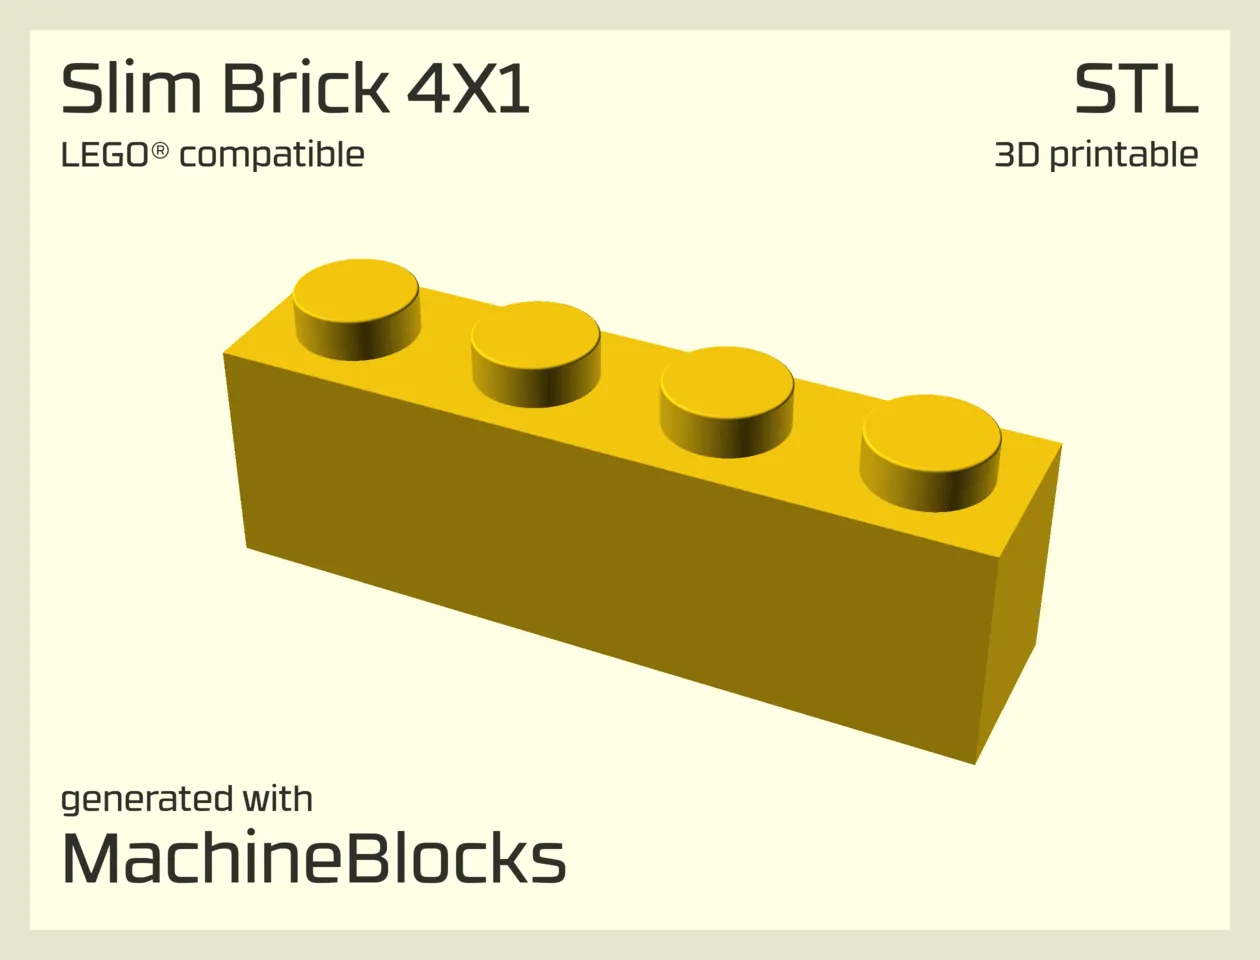 Slim Brick 4X1
LEGO® compatible
STL
3D printable
generated with
MachineBlocks